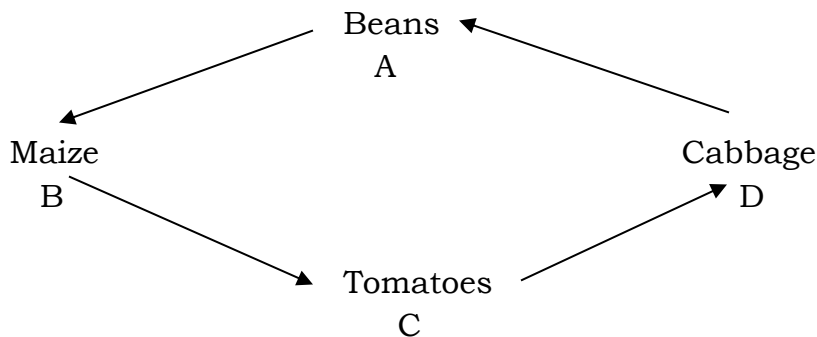 Beans
A
Maize
Cabbage
B
D
Tomatoes
C